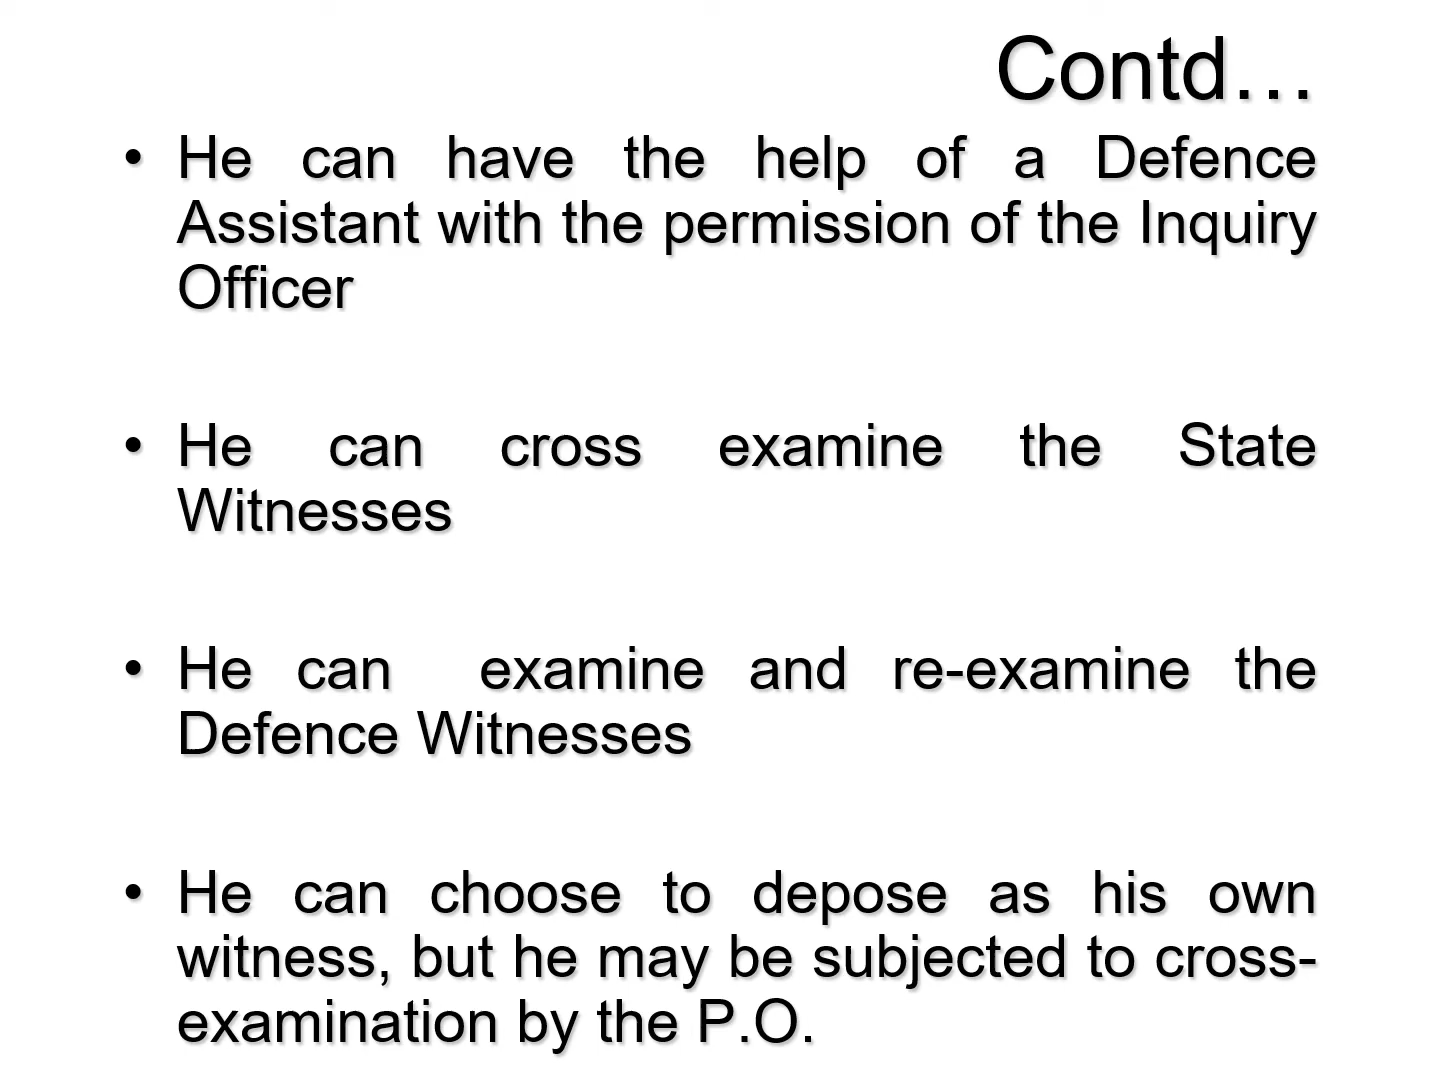 Contd…
• He can have the help of a Defence
Assistant with the permission of the Inquiry
Officer
• He can cross examine the State
Witnesses
• He can examine and re-examine the
Defence Witnesses
• He can choose to depose as his own
witness, but he may be subjected to cross-
examination by the P.O.